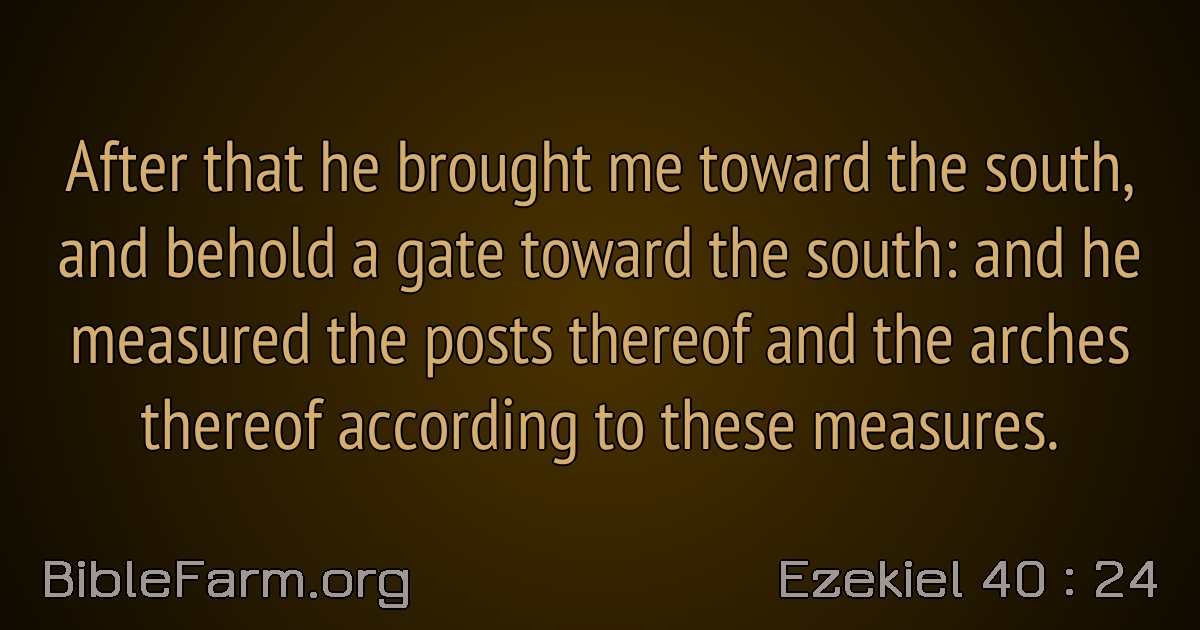 After that he brought me toward the south,
and behold a gate toward the south: and he
measured the posts thereof and the arches
thereof according to these measures.
BibleFarm.org
Ezekiel 40 : 24